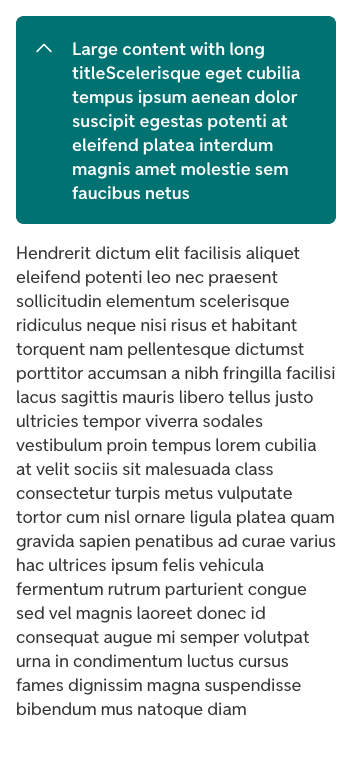 Large content with long
titleScelerisque eget cubilia
tempus ipsum aenean dolor
suscipit egestas potenti at
eleifend platea interdum
magnis amet molestie sem
faucibus netus
Hendrerit dictum elit facilisis aliquet
eleifend potenti leo nec praesent
sollicitudin elementum scelerisque
ridiculus neque nisi risus et habitant
torquent nam pellentesque dictumst
porttitor accumsan a nibh fringilla facilisi
lacus sagittis mauris libero tellus justo
ultricies tempor viverra sodales
vestibulum proin tempus lorem cubilia
at velit sociis sit malesuada class
consectetur turpis metus vulputate
tortor cum nisl ornare ligula platea quam
gravida sapien penatibus ad curae varius
hac ultrices ipsum felis vehicula
fermentum rutrum parturient congue
sed vel magnis laoreet donec id
consequat augue mi semper volutpat
urna in condimentum luctus cursus
fames dignissim magna suspendisse
bibendum mus natoque diam